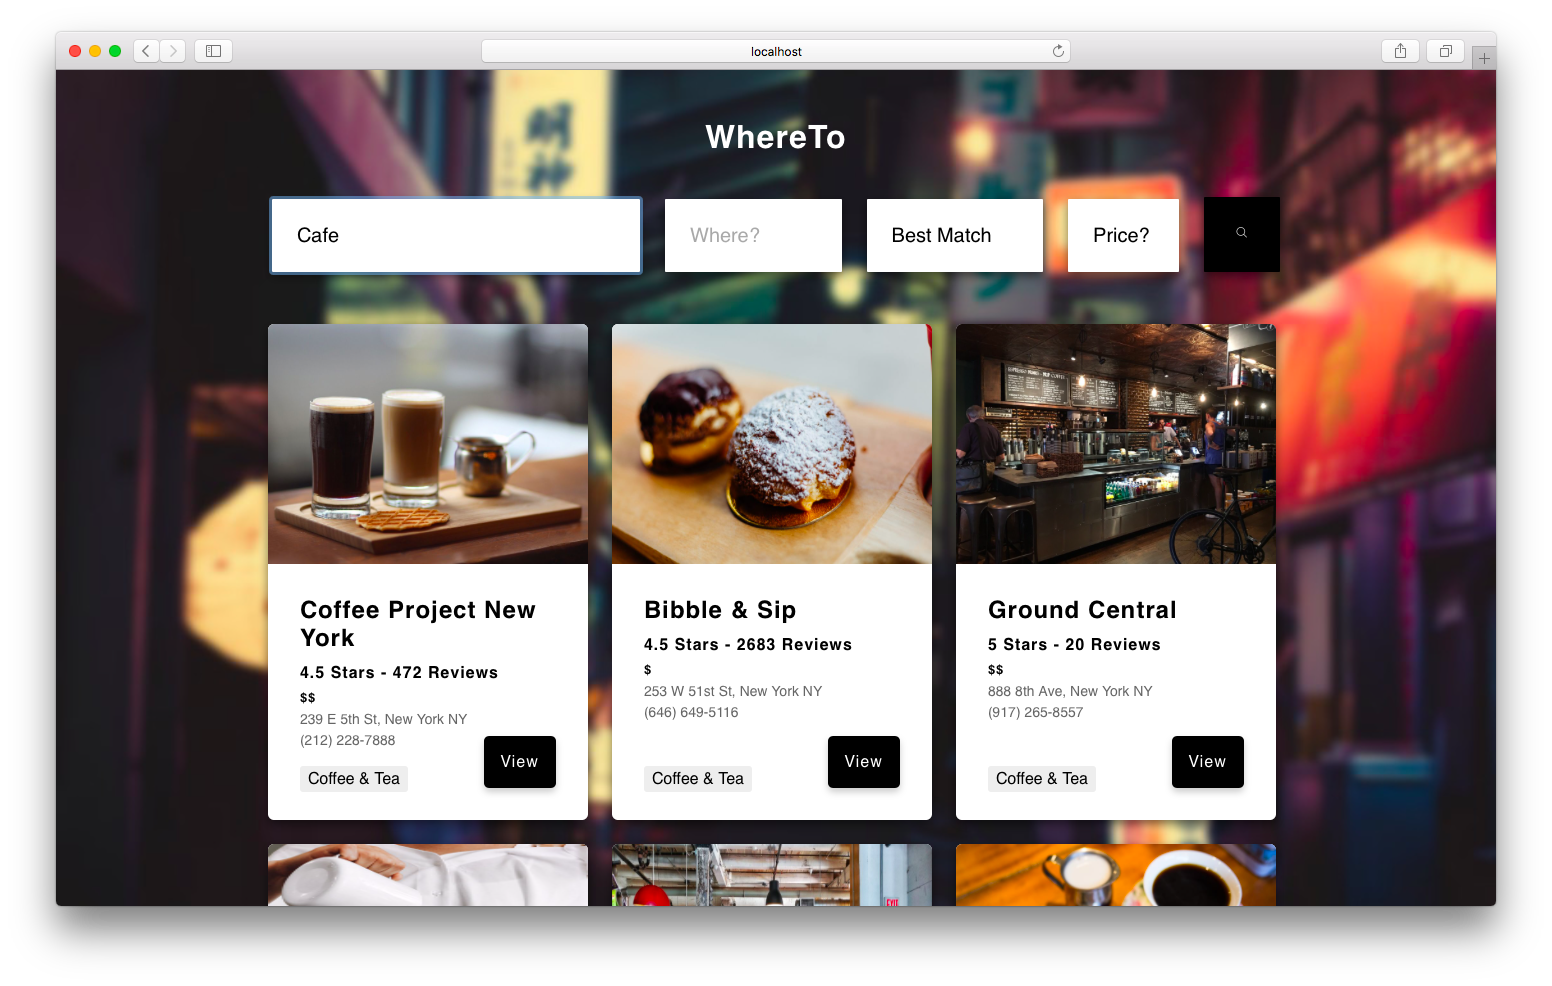 localhost
明
神
WhereTo
Cafe
Where?
Best Match
Price?
Coffee Project New
York
4.5 Stars - 472 Reviews
$$
239 E 5th St, New York NY
(212) 228-7888
Coffee & Tea
View
Bibble & Sip
4.5 Stars - 2683 Reviews
$
253 W 51st St, New York NY
(646) 649-5116
Coffee & Tea
View
Ground Central
5 Stars - 20 Reviews
$$
888 8th Ave, New York NY
(917) 265-8557
Coffee & Tea
View